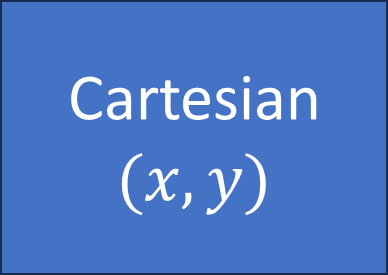 Cartesian
(x, y)